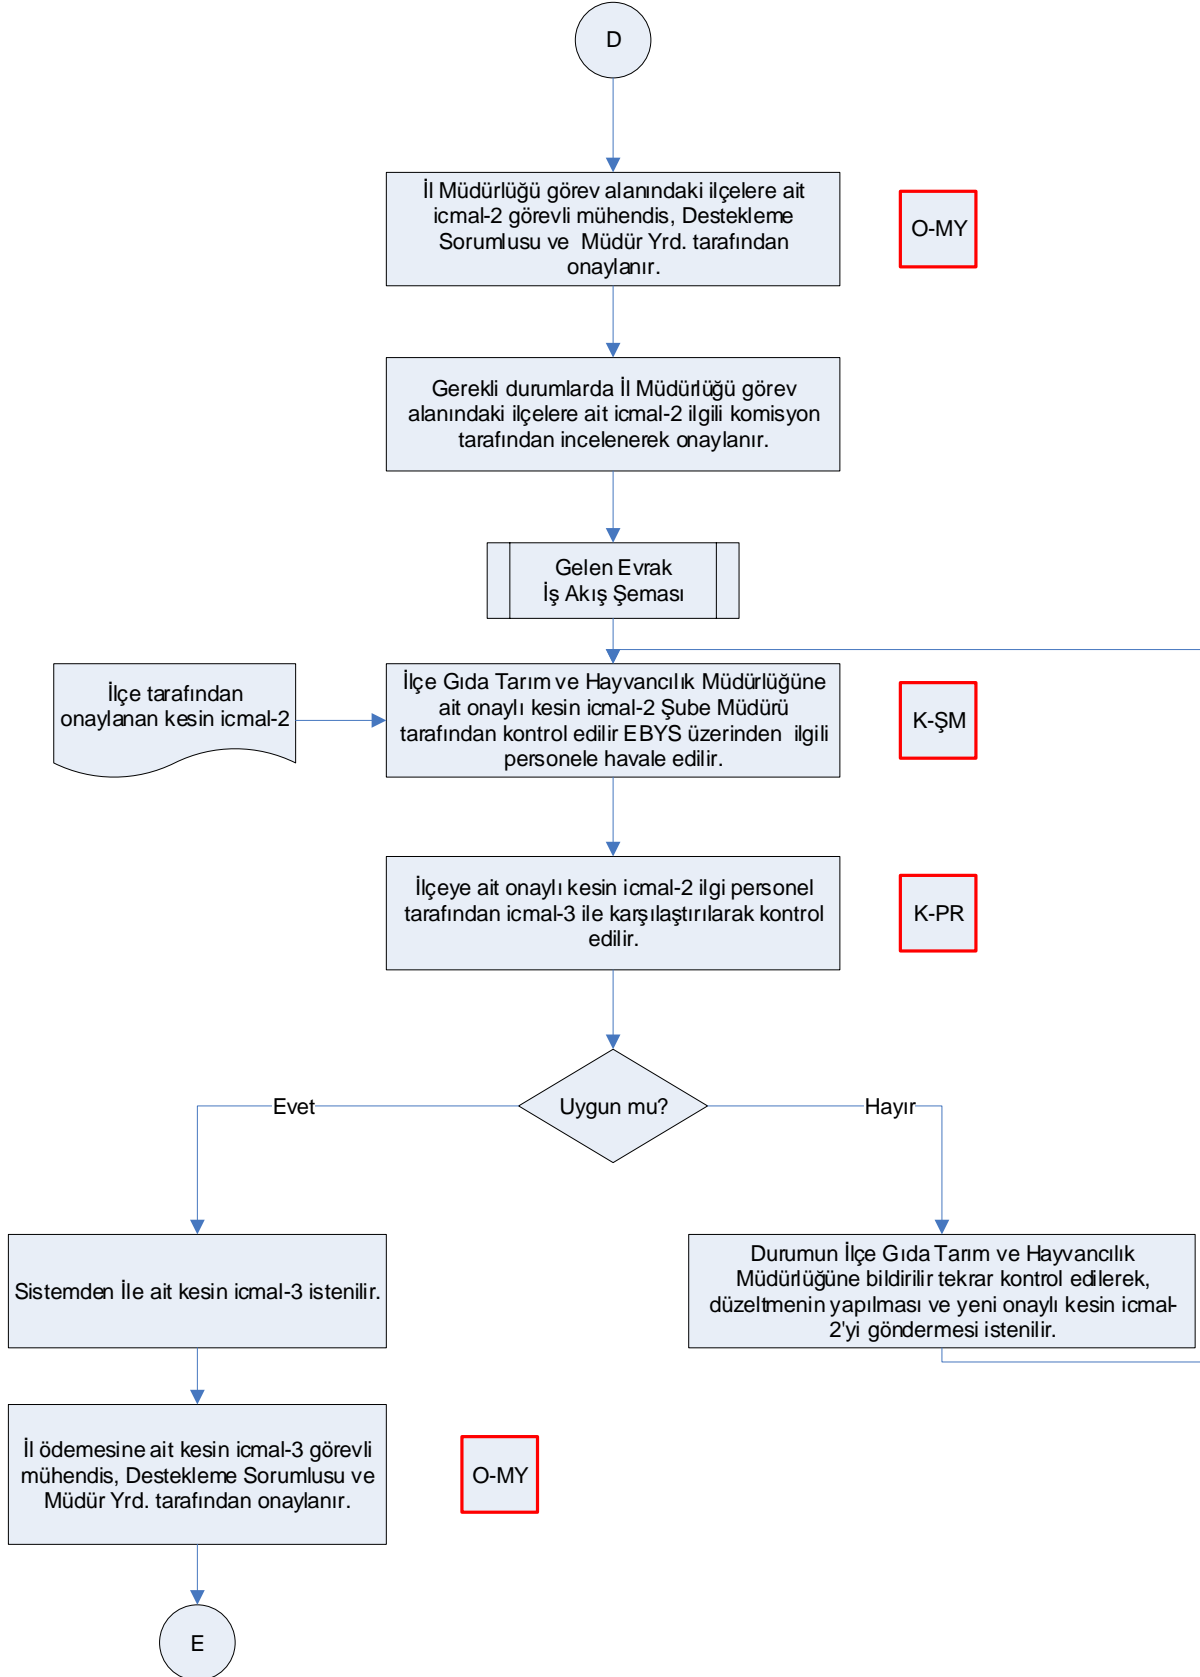 D
İl Müdürlüğü görev alanındaki ilçelere ait
icmal-2 görevli mühendis, Destekleme
Sorumlusu ve Müdür Yrd. tarafından
onaylanır.
O-MY
Gerekli durumlarda İl Müdürlüğü görev
alanındaki ilçelere ait icmal-2 ilgili komisyon
tarafından incelenerek onaylanır.
Gelen Evrak
İş Akış Şeması
İlçe tarafından
onaylanan kesin icmal-2
İlçe Gıda Tarım ve Hayvancılık Müdürlüğüne
ait onaylı kesin icmal-2 Şube Müdürü
tarafından kontrol edilir EBYS üzerinden ilgili
personele havale edilir.
K-ŞM
İlçeye ait onaylı kesin icmal-2 ilgi personel
tarafından icmal-3 ile karşılaştırılarak kontrol
edilir.
K-PR
Uygun mu?
Evet
Hayır
Sistemden İle ait kesin icmal-3 istenilir.
Durumun İlçe Gıda Tarım ve Hayvancılık
Müdürlüğüne bildirilir tekrar kontrol edilerek,
düzeltmenin yapılması ve yeni onaylı kesin icmal-
2'yi göndermesi istenilir.
İl ödemesine ait kesin icmal-3 görevli
mühendis, Destekleme Sorumlusu ve
Müdür Yrd. tarafından onaylanır.
O-MY
E